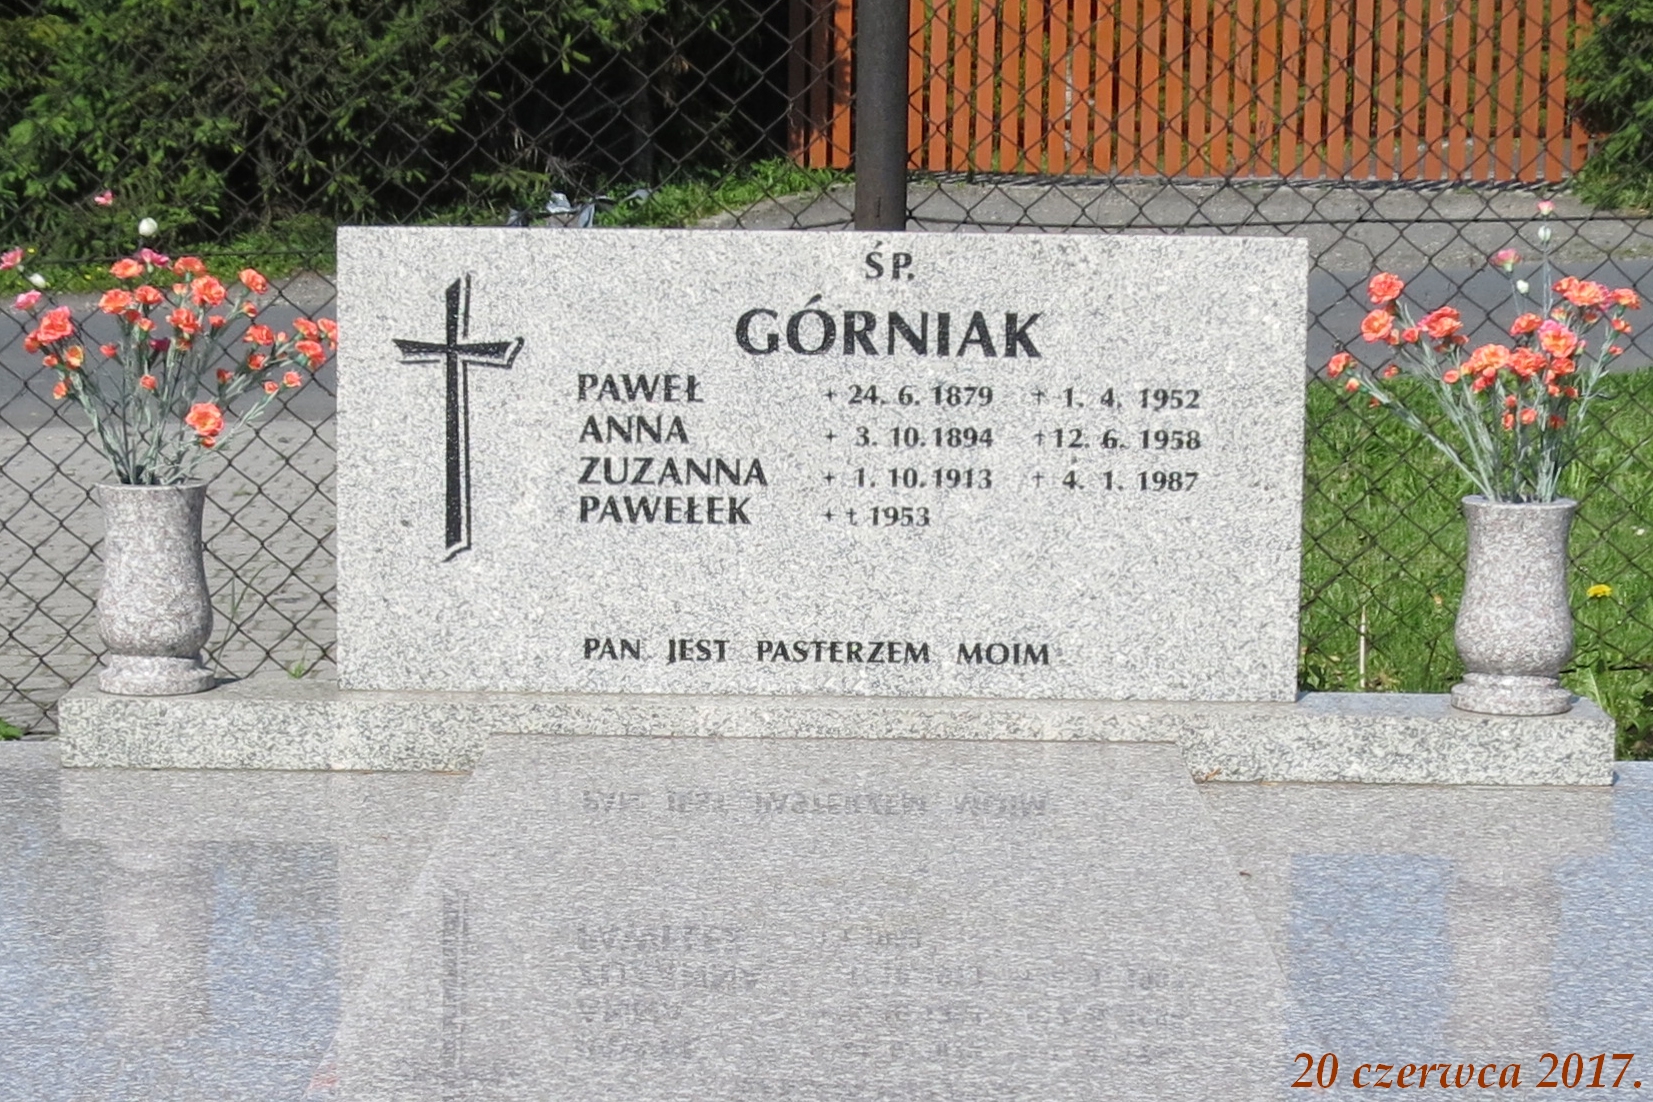 ŚP.
GÓRNIAK
PAWEŁ + 24. 6. 1879 † 1. 4. 1952
ANNA + 3. 10. 1894 † 12. 6. 1958
ZUZANNA + 1. 10. 1913 † 4. 1. 1987
PAWEŁEK + † 1953
PAN JEST PASTERZEM MOIM
20 czerwca 2017.